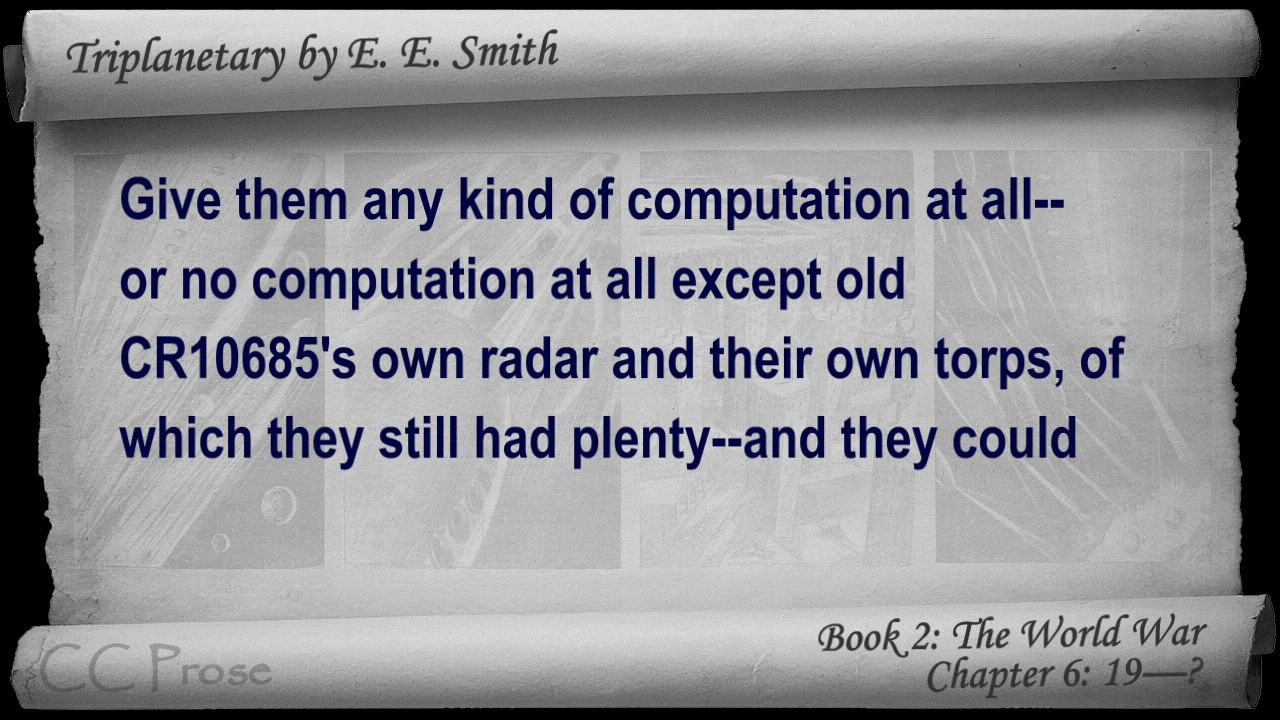 Triplanetary by E. E. Smith
Give them any kind of computation at all--
or no computation at all except old
CR10685's own radar and their own torps, of
which they still had plenty--and they could
Book 2: The World War
Chapter 6: 19—?
CC Prose